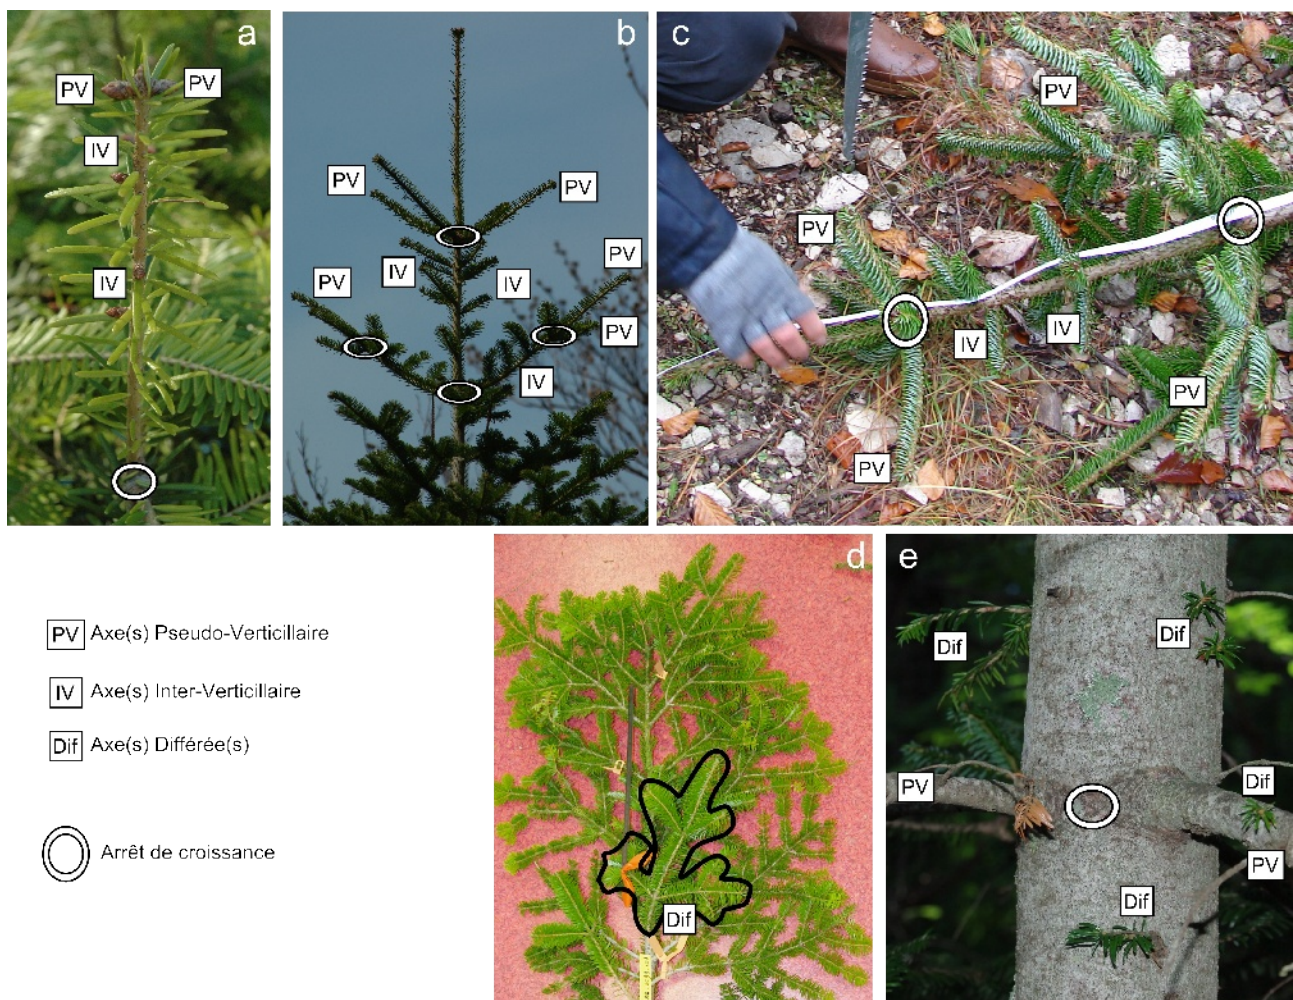 a
PV
PV
IV
IV
b
PV
PV
IV
IV
PV
PV
PV
IV
c
PV
PV
IV
IV
PV
PV
PV Axe(s) Pseudo-Verticillaire
IV Axe(s) Inter-Verticillaire
Dif Axe(s) Différée(s)
Arrêt de croissance
d
Dif
e
Dif
Dif
PV
Dif
PV
Dif